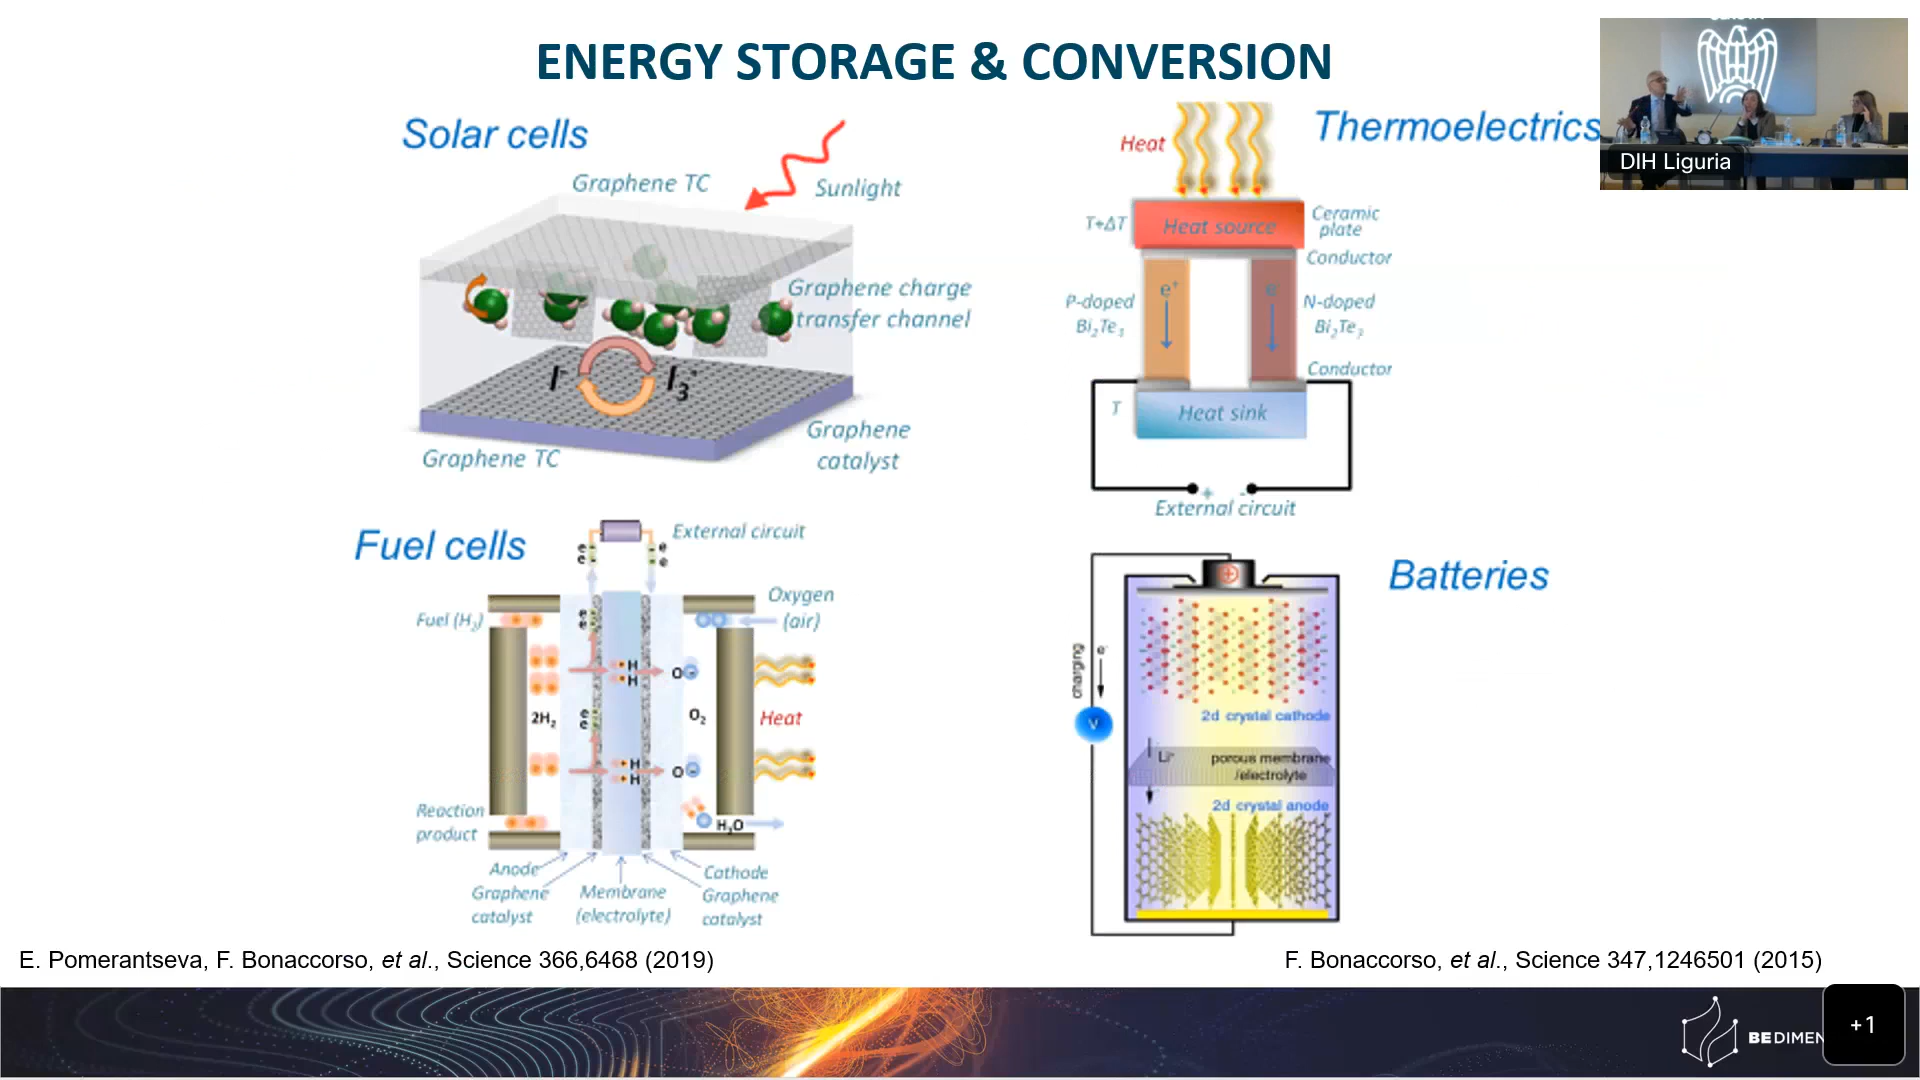 ENERGY STORAGE & CONVERSION
DIH Liguria
Solar cells
Graphene TC
Sunlight
Graphene charge
transfer channel
I⁻
I₃⁻
Graphene TC
Graphene
catalyst
Thermoelectrics
Heat
T+ΔT
Heat source
Ceramic
plate
Conductor
P-doped
Bi₂Te₃
e⁺
e⁻
N-doped
Bi₂Te₃
Conductor
T
Heat sink
+ -
External circuit
Fuel cells
External circuit
e e
e e
Fuel (H₂)
Oxygen
(air)
e
e
H
H
O
2H₂
e
e
O₂
Heat
H
H
O
Reaction
product
H₂O
Anode
Graphene
catalyst
Membrane
(electrolyte)
Cathode
Graphene
catalyst
Batteries
+
charging
e⁻
V
2d crystal cathode
Li⁺
porous membrane
/electrolyte
2d crystal anode
E. Pomerantseva, F. Bonaccorso, et al., Science 366,6468 (2019)
F. Bonaccorso, et al., Science 347,1246501 (2015)
BEDIMEN
+1